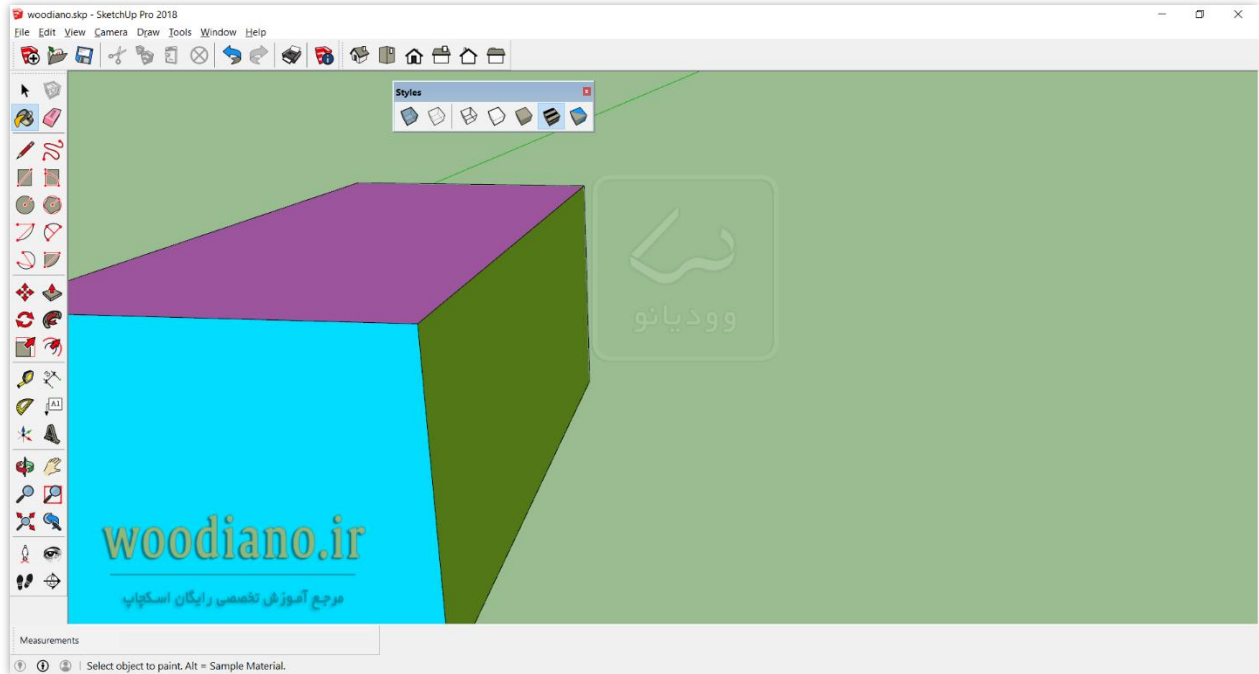 woodiano.skp - SketchUp Pro 2018
File Edit View Camera Draw Tools Window Help
Styles
A1
وودیانو
woodiano.ir
مرجع آموزش تخصصی رایگان اسکچاپ
Measurements
Select object to paint. Alt = Sample Material.